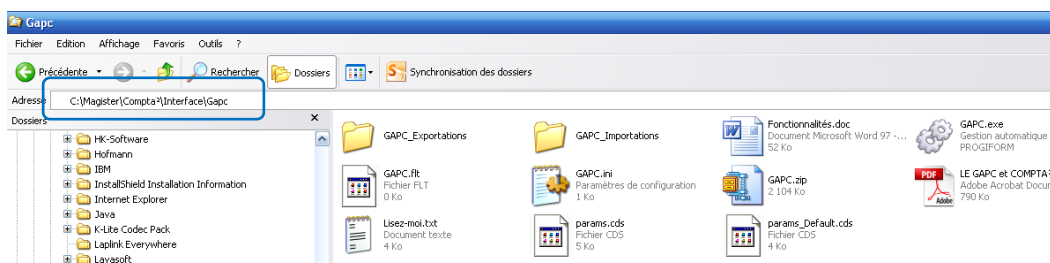 Gapc
Fichier Edition Affichage Favoris Outils ?
Précédente Rechercher Dossiers Synchronisation des dossiers
Adresse C:\Magister\Compta²\Interface\Gapc
Dossiers
HK-Software
Hofmann
IBM
InstallShield Installation Information
Internet Explorer
Java
K-Lite Codec Pack
Laplink Everywhere
Lavasoft
GAPC_Exportations
GAPC_Importations
Fonctionnalités.doc
Document Microsoft Word 97 -...
52 Ko
GAPC.exe
Gestion automatique
PROGIFORM
GAPC.flt
Fichier FLT
0 Ko
GAPC.ini
Paramètres de configuration
1 Ko
GAPC.zip
2 104 Ko
PDF
Adobe
LE GAPC et COMPTA²
Adobe Acrobat Docur
790 Ko
Lisez-moi.txt
Document texte
4 Ko
params.cds
Fichier CDS
5 Ko
params_Default.cds
Fichier CDS
4 Ko